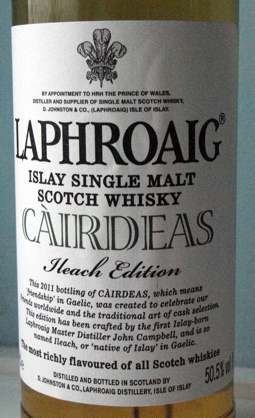 BY APPOINTMENT TO HRH THE PRINCE OF WALES,
DISTILLER AND SUPPLIER OF SINGLE MALT SCOTCH WHISKY,
D. JOHNSTON & CO., (LAPHROAIG) ISLE OF ISLAY.
LAPHROAIG®
ISLAY SINGLE MALT
SCOTCH WHISKY
CÀIRDEAS
Ileach Edition
This 2011 bottling of CÀIRDEAS, which means
'friendship' in Gaelic, was created to celebrate our
friends worldwide and the traditional art of cask selection.
This edition has been crafted by the first Islay-born
Laphroaig Master Distiller John Campbell, and is so
named Ileach, or 'native of Islay' in Gaelic.
The most richly flavoured of all Scotch whiskies
DISTILLED AND BOTTLED IN SCOTLAND BY
D. JOHNSTON & CO., LAPHROAIG DISTILLERY, ISLE OF ISLAY
50.5%